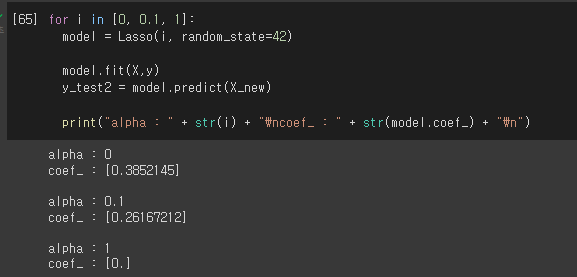 [65] for i in [0, 0.1, 1]:
model = Lasso(i, random_state=42)
model.fit(X,y)
y_test2 = model.predict(X_new)
print("alpha : " + str(i) + "₩ncoef_ : " + str(model.coef_) + "₩n")
alpha : 0
coef_ : [0.3852145]
alpha : 0.1
coef_ : [0.26167212]
alpha : 1
coef_ : [0.]